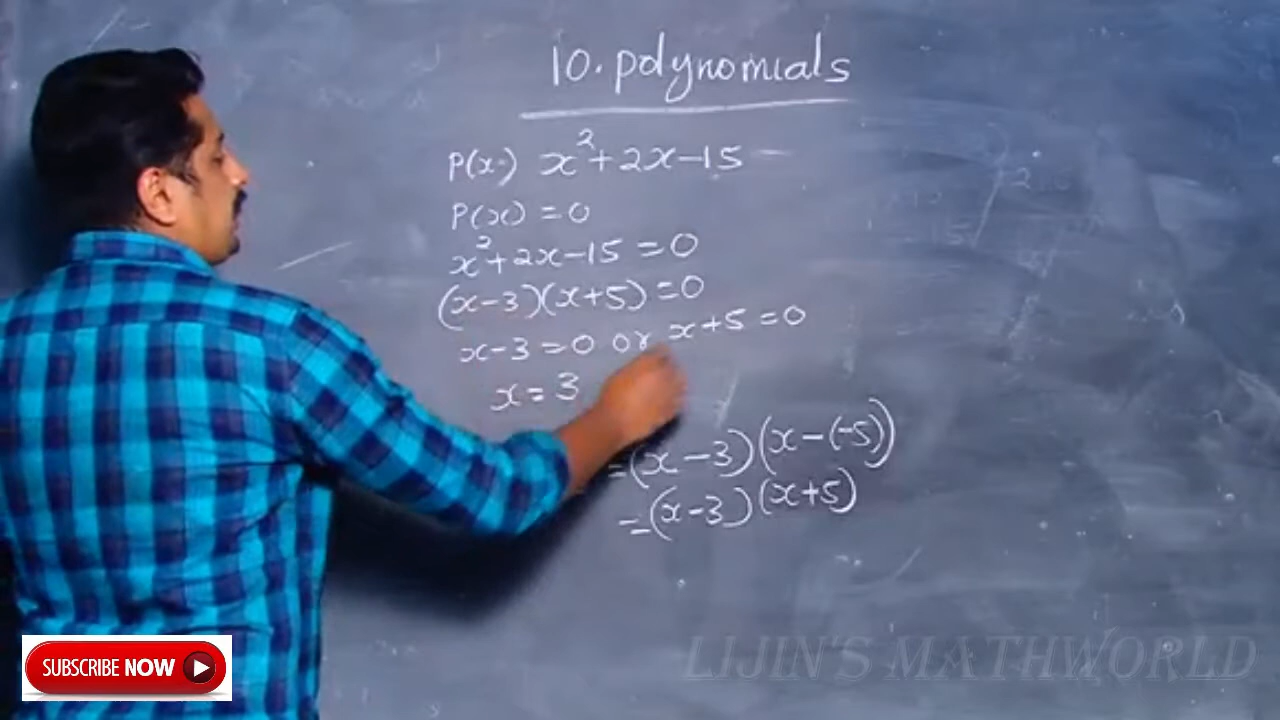 10. polynomials
P(x) x²+2x-15
P(x) = 0
x²+2x-15 = 0
(x-3)(x+5) = 0
x-3 = 0 or x+5 = 0
x = 3
=(x-3)(x-(-5))
=(x-3)(x+5)
SUBSCRIBE NOW
LIJIN'S MATHWORLD